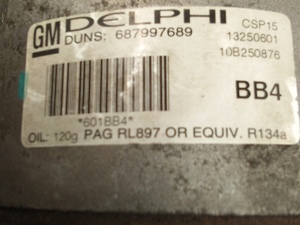 GM DELPHI CSP15
DUNS: 687997689 13250601
10B250876
BB4
*601BB4*
OIL: 120g PAG RL897 OR EQUIV. R134a